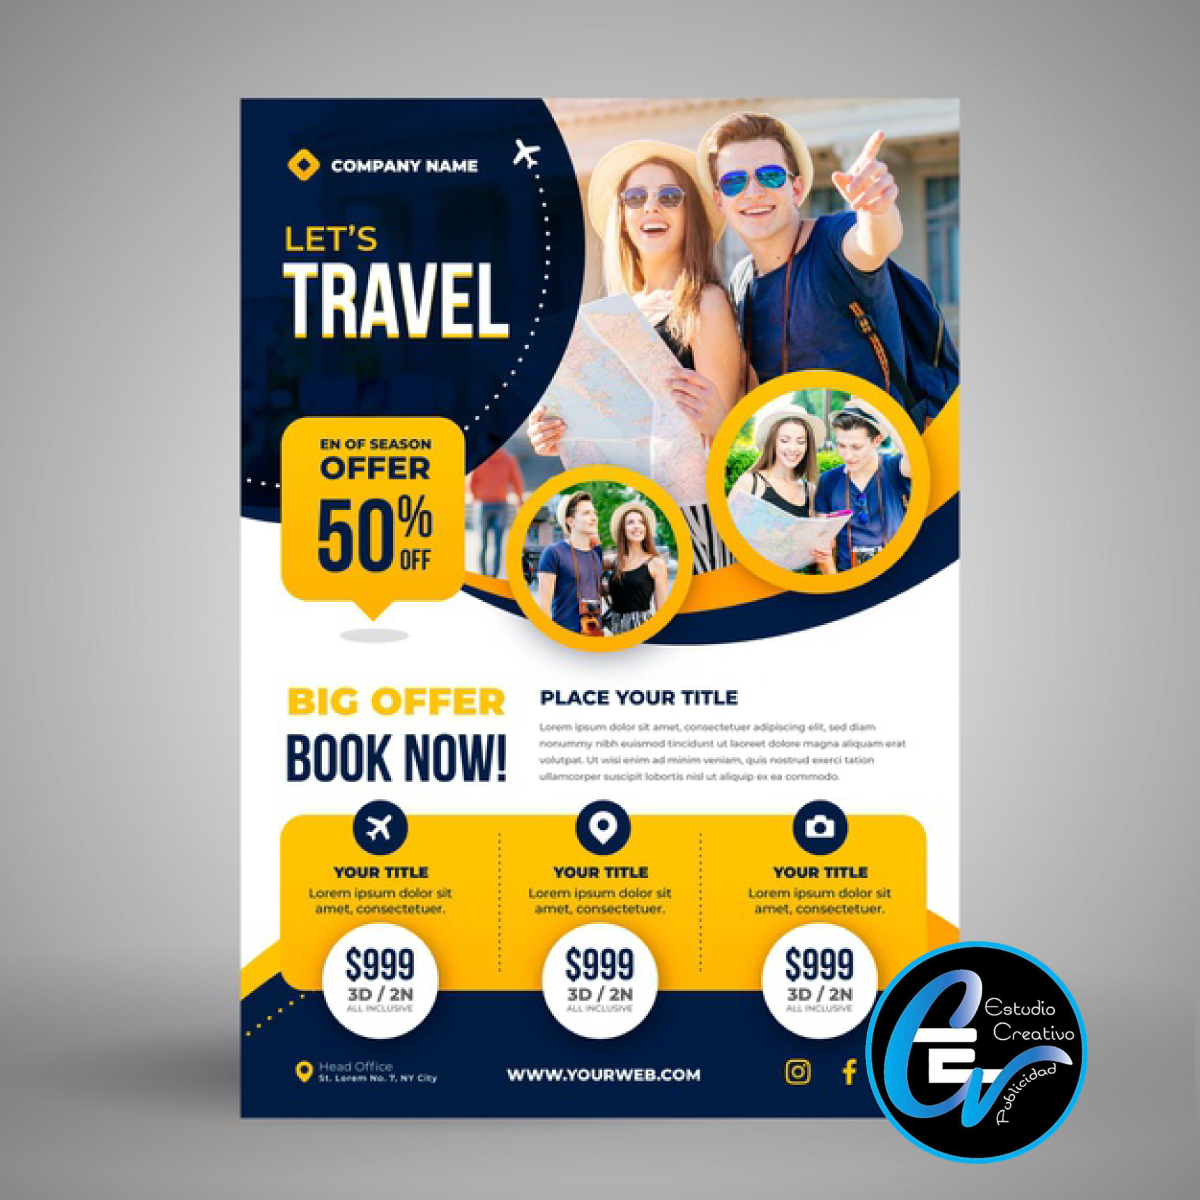 COMPANY NAME
LET'S
TRAVEL
EN OF SEASON
OFFER
50%
OFF
BIG OFFER
BOOK NOW!
PLACE YOUR TITLE
Lorem ipsum dolor sit amet, consectetuer adipiscing elit, sed diam
nonummy nibh euismod tincidunt ut laoreet dolore magna aliquam erat
volutpat. Ut wisi enim ad minim veniam, quis nostrud exerci tation
ullamcorper suscipit lobortis nisl ut aliquip ex ea commodo.
YOUR TITLE
Lorem ipsum dolor sit
amet, consectetuer.
$999
3D / 2N
ALL INCLUSIVE
YOUR TITLE
Lorem ipsum dolor sit
amet, consectetuer.
$999
3D / 2N
ALL INCLUSIVE
YOUR TITLE
Lorem ipsum dolor sit
amet, consectetuer.
$999
3D / 2N
ALL INCLUSIVE
Head Office
St. Lorem No. 7, NY City
WWW.YOURWEB.COM
Estudio
Creativo
Publicidad